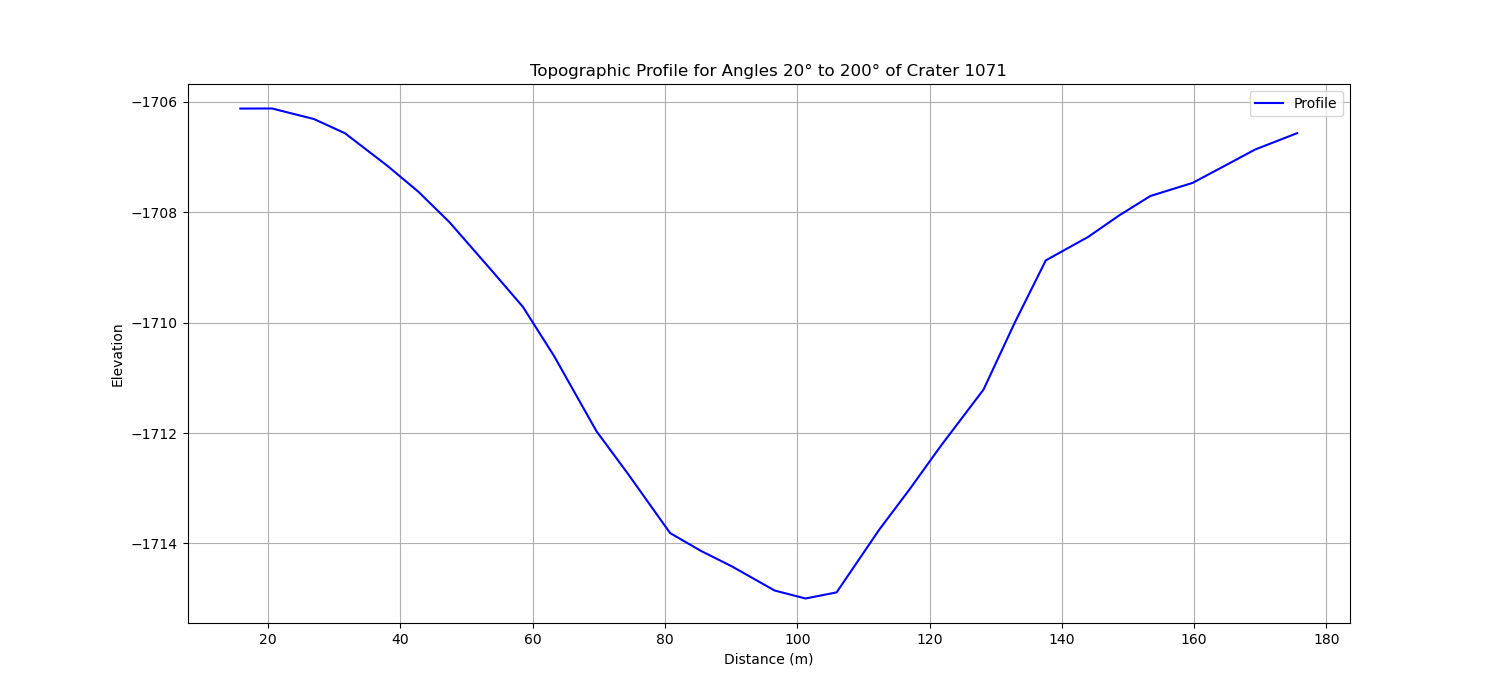 Topographic Profile for Angles 20° to 200° of Crater 1071
Profile
−1706
−1708
−1710
−1712
−1714
Elevation
20 40 60 80 100 120 140 160 180
Distance (m)